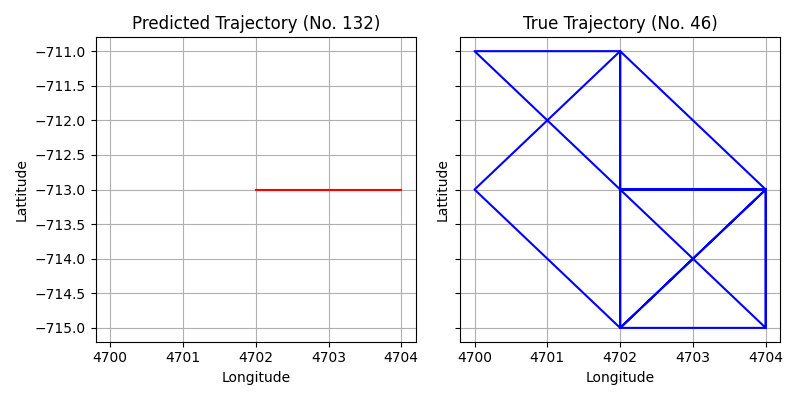 Predicted Trajectory (No. 132)
True Trajectory (No. 46)
−711.0
−711.5
−712.0
−712.5
−713.0
−713.5
−714.0
−714.5
−715.0
Lattitude
Lattitude
4700 4701 4702 4703 4704
4700 4701 4702 4703 4704
Longitude
Longitude